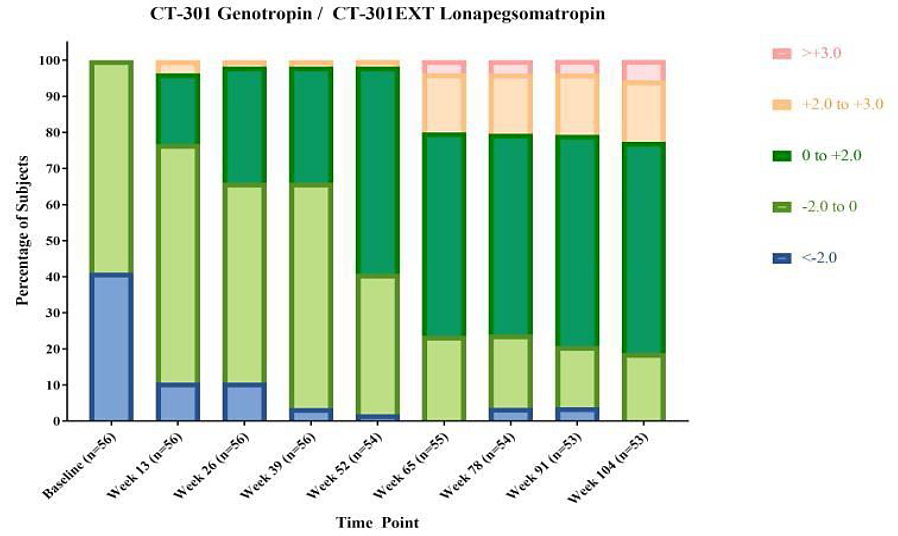 CT-301 Genotropin / CT-301EXT Lonapegsomatropin
Percentage of Subjects
100
90
80
70
60
50
40
30
20
10
0
Baseline (n=56)
Week 13 (n=56)
Week 26 (n=56)
Week 39 (n=56)
Week 52 (n=54)
Week 65 (n=55)
Week 78 (n=54)
Week 91 (n=53)
Week 104 (n=53)
Time Point
>+3.0
+2.0 to +3.0
0 to +2.0
-2.0 to 0
<-2.0